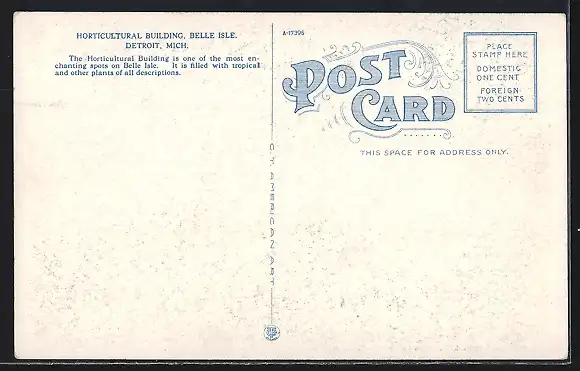 HORTICULTURAL BUILDING, BELLE ISLE,
DETROIT, MICH.
The Horticultural Building is one of the most en-
chanting spots on Belle Isle. It is filled with tropical
and other plants of all descriptions.
A-17396
POST
CARD
PLACE
STAMP HERE
DOMESTIC
ONE CENT
FOREIGN
TWO CENTS
THIS SPACE FOR ADDRESS ONLY.
C.T. AMERICAN ART